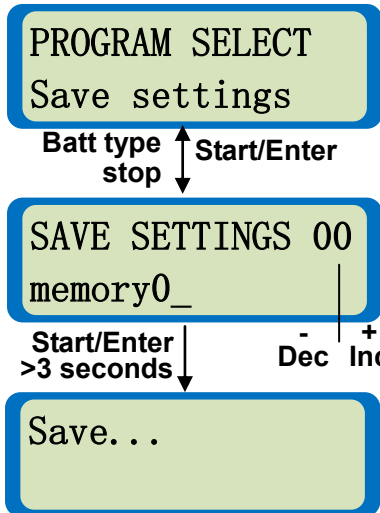 PROGRAM SELECT
Save settings
Batt type
stop
Start/Enter
SAVE SETTINGS 00
memory0_
Start/Enter
>3 seconds
- +
Dec Inc
Save...